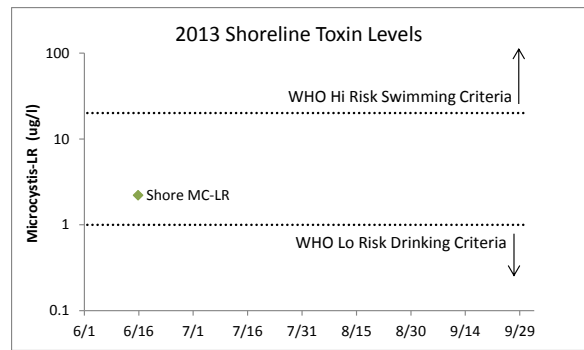 2013 Shoreline Toxin Levels
Microcystis-LR (ug/l)
100
10
1
0.1
WHO Hi Risk Swimming Criteria
Shore MC-LR
WHO Lo Risk Drinking Criteria
6/1 6/16 7/1 7/16 7/31 8/15 8/30 9/14 9/29